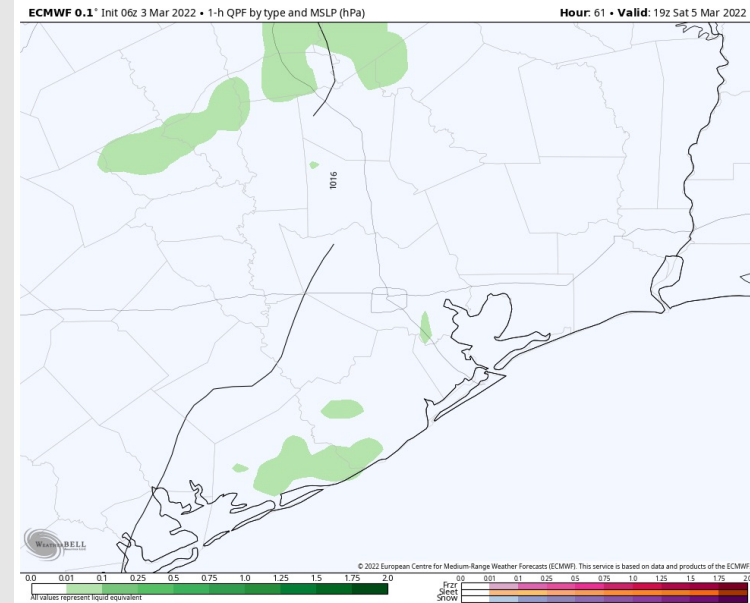 ECMWF 0.1° Init 06z 3 Mar 2022 • 1-h QPF by type and MSLP (hPa)
Hour: 61 • Valid: 19z Sat 5 Mar 2022
1016
WEATHERBELL
© 2022 European Centre for Medium-Range Weather Forecasts (ECMWF). This service is based on data and products of the ECMWF
0.0 0.01 0.1 0.25 0.5 0.75 1.0 1.25 1.5 1.75 2.0
All values represent liquid equivalent
0.0 0.01 0.1 0.25 0.5 0.75 1.0 1.25 1.5 1.75 2.0
Frzr
Sleet
Snow